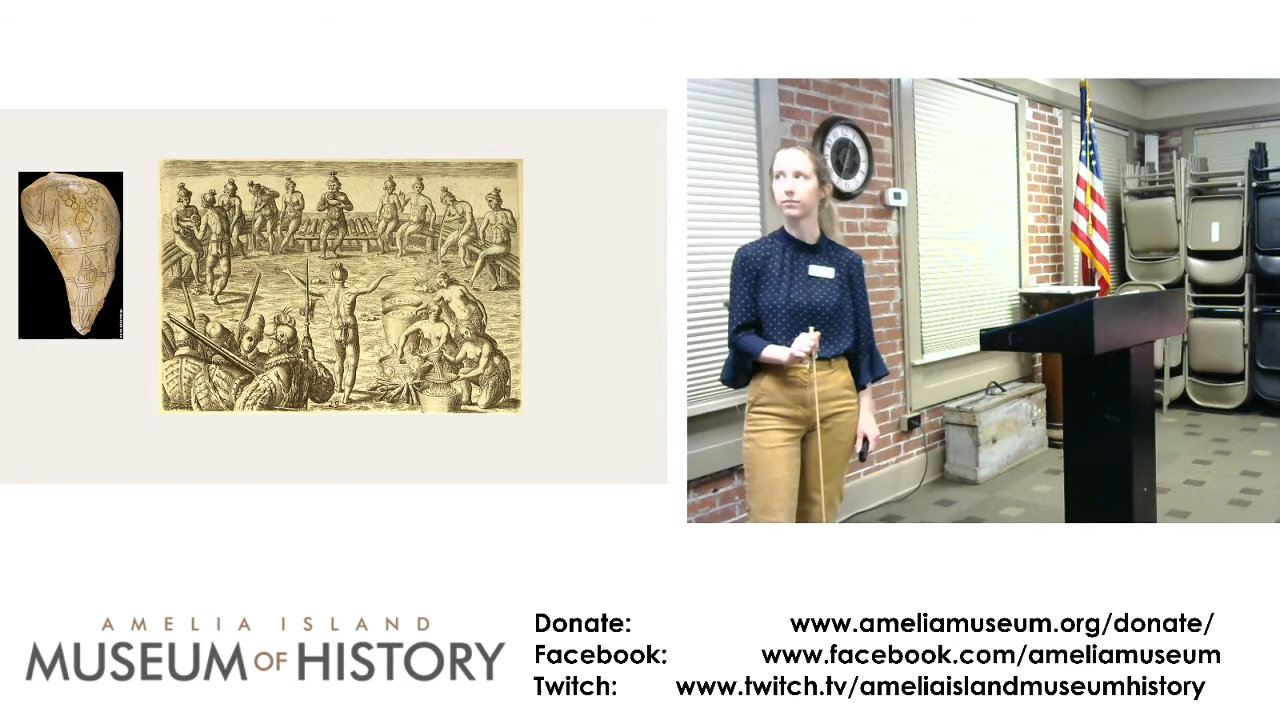 AMELIA ISLAND
MUSEUM OF HISTORY
Donate: www.ameliamuseum.org/donate/
Facebook: www.facebook.com/ameliamuseum
Twitch: www.twitch.tv/ameliaislandmuseumhistory